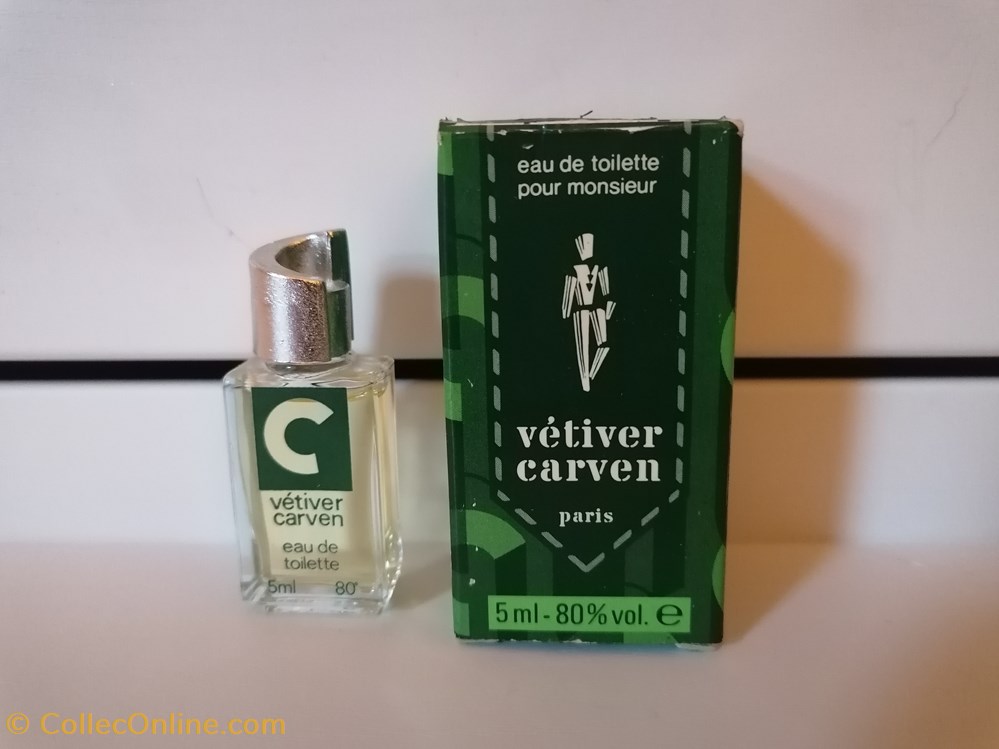 eau de toilette
pour monsieur
vétiver
carven
paris
5 ml - 80% vol. e
C
vétiver
carven
eau de
toilette
5ml 80°
© CollecOnline.com